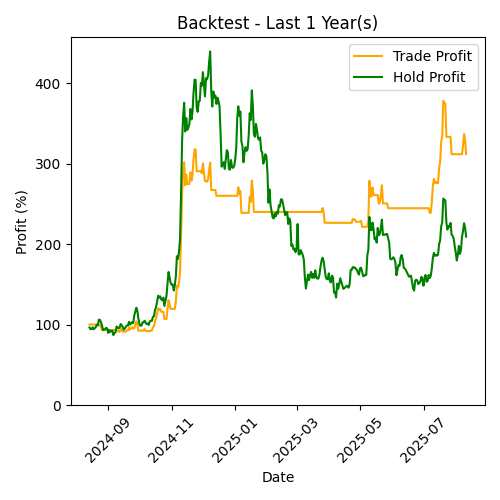 Backtest - Last 1 Year(s)
Trade Profit
Hold Profit
Profit (%)
400
300
200
100
0
2024-09
2024-11
2025-01
2025-03
2025-05
2025-07
Date